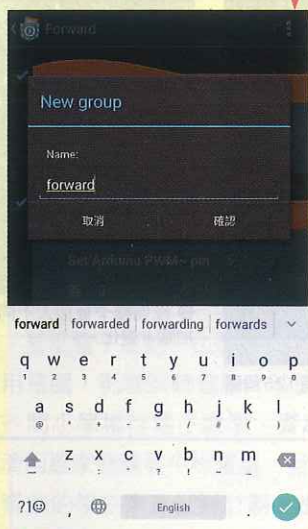 Forward
New group
Name:
forward
取消 確認
Set Arduino PWM~ pin 5
forward forwarded forwarding forwards
q w e r t y u i o p
1 2 3 4 5 6 7 8 9 0
a s d f g h j k l
@ * + - = / # ( )
z x c v b n m
' : " ? ! ~
?1☺ , English .